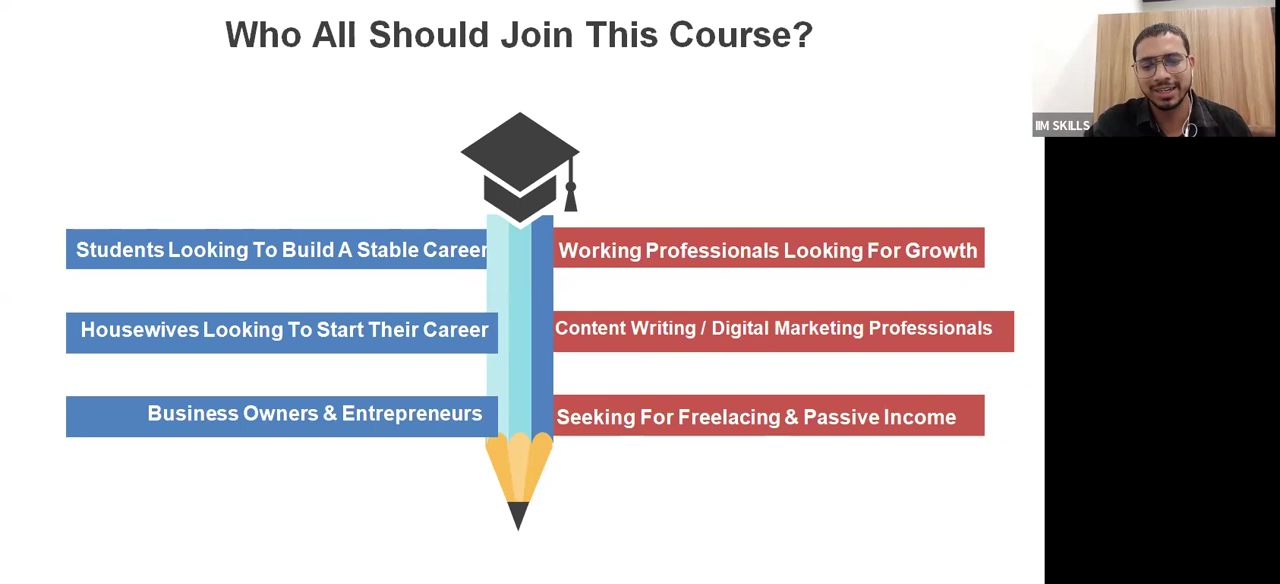 Who All Should Join This Course?
IIM SKILLS
Students Looking To Build A Stable Career
Working Professionals Looking For Growth
Housewives Looking To Start Their Career
Content Writing / Digital Marketing Professionals
Business Owners & Entrepreneurs
Seeking For Freelacing & Passive Income